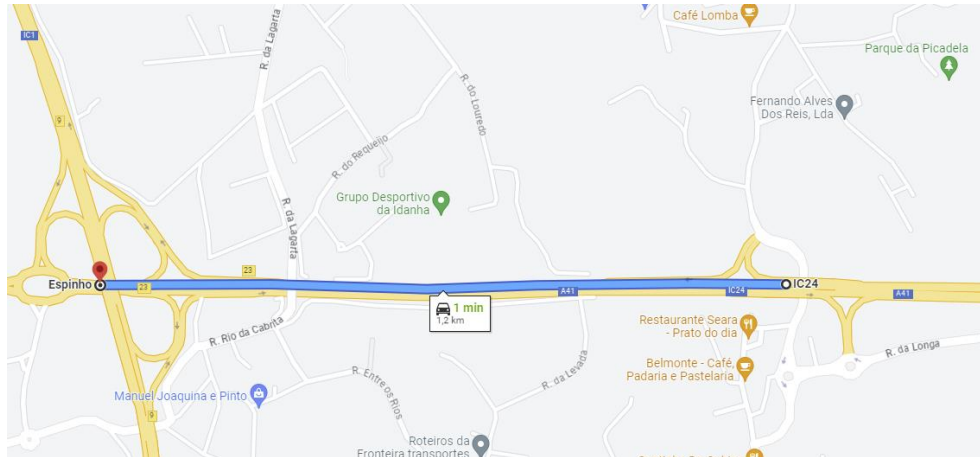 Café Lomba
IC1
R. da Lagarta
Parque da Picadela
R. do Louredo
Fernando Alves
Dos Reis, Lda
9
R. do Requeijo
Grupo Desportivo
da Idanha
R. da Lagarta
23
Espinho
23
1 min
1,2 km
A41
IC24
IC24
A41
Restaurante Seara
- Prato do dia
R. Rio da Cabrita
R. da Longa
Belmonte - Café,
Padaria e Pastelaria
R. da Levada
R. Entre os Rios
Manuel Joaquina e Pinto
9
Roteiros da
Fronteira transportes